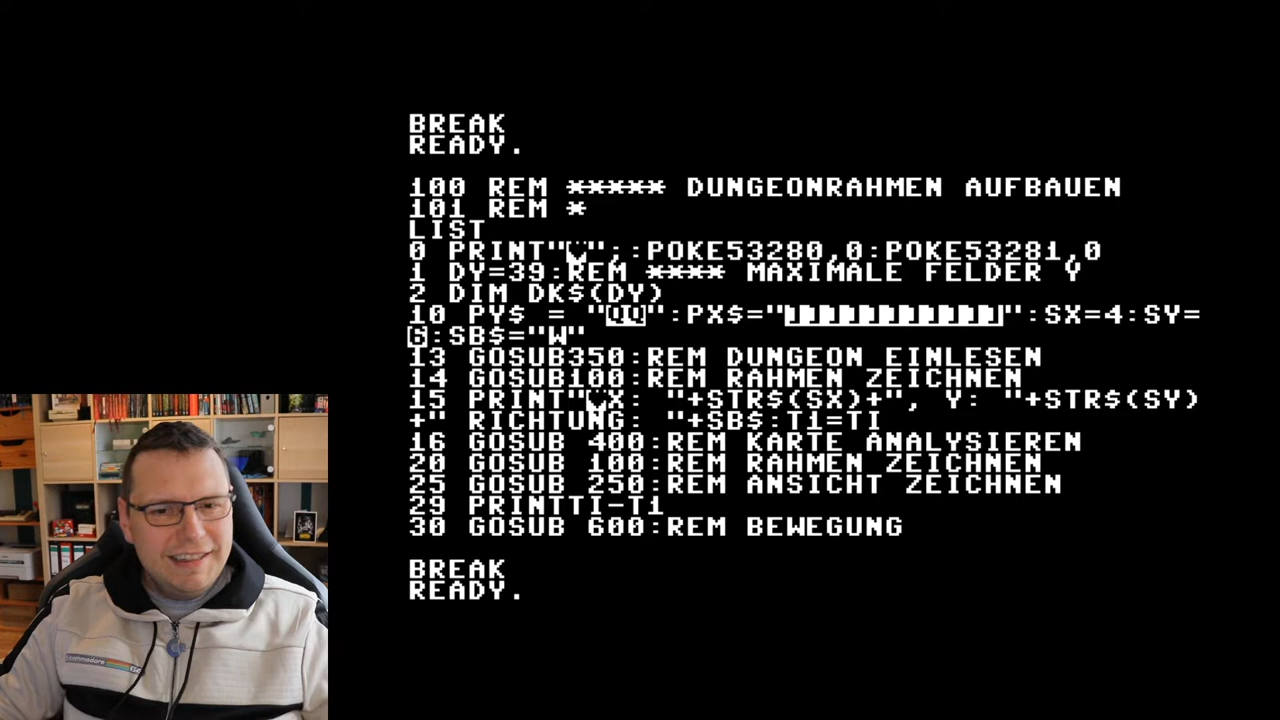 BREAK
READY.
100 REM ***** DUNGEONRAHMEN AUFBAUEN
101 REM *
LIST
0 PRINT"♥";:POKE53280,0:POKE53281,0
1 DY=39:REM **** MAXIMALE FELDER Y
2 DIM DK$(DY)
10 PY$ = "QQ":PX$="]]]]]]]]]]]":SX=4:SY=
6:SB$="W"
13 GOSUB350:REM DUNGEON EINLESEN
14 GOSUB100:REM RAHMEN ZEICHNEN
15 PRINT"♥X: "+STR$(SX)+", Y: "+STR$(SY)
+" RICHTUNG: "+SB$:T1=TI
16 GOSUB 400:REM KARTE ANALYSIEREN
20 GOSUB 100:REM RAHMEN ZEICHNEN
25 GOSUB 250:REM ANSICHT ZEICHNEN
29 PRINTTI-T1
30 GOSUB 600:REM BEWEGUNG
BREAK
READY.
commodore